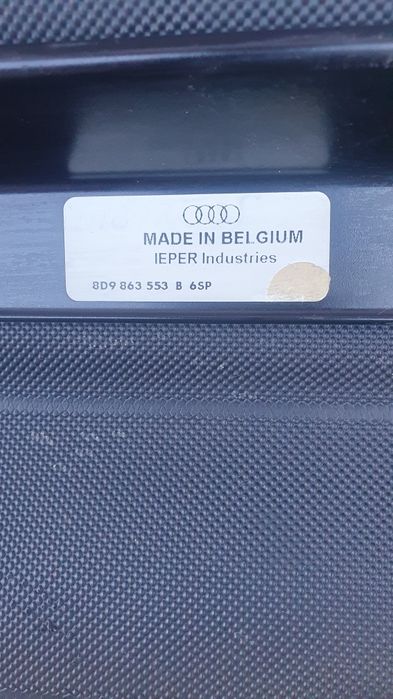 MADE IN BELGIUM
IEPER Industries
8D9 863 553 B 6SP